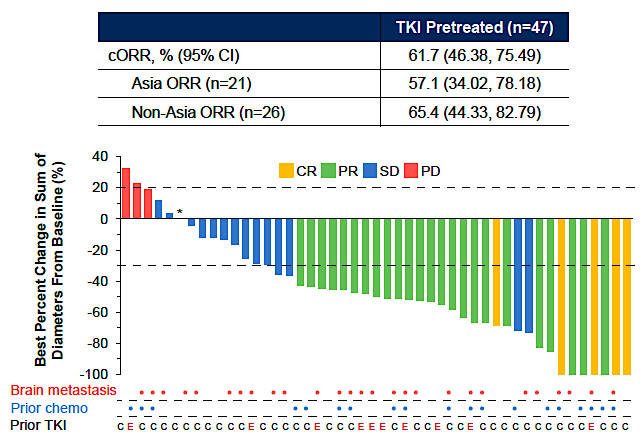 TKI Pretreated (n=47)
cORR, % (95% CI) 61.7 (46.38, 75.49)
Asia ORR (n=21) 57.1 (34.02, 78.18)
Non-Asia ORR (n=26) 65.4 (44.33, 82.79)
Best Percent Change in Sum of
Diameters From Baseline (%)
40
20
0
-20
-40
-60
-80
-100
CR PR SD PD
*
Brain metastasis
Prior chemo
Prior TKI C E C C C C C C C C C C E C C C C C E C C C E E E C E C C C C C E C C C C C C C C C C E C C C